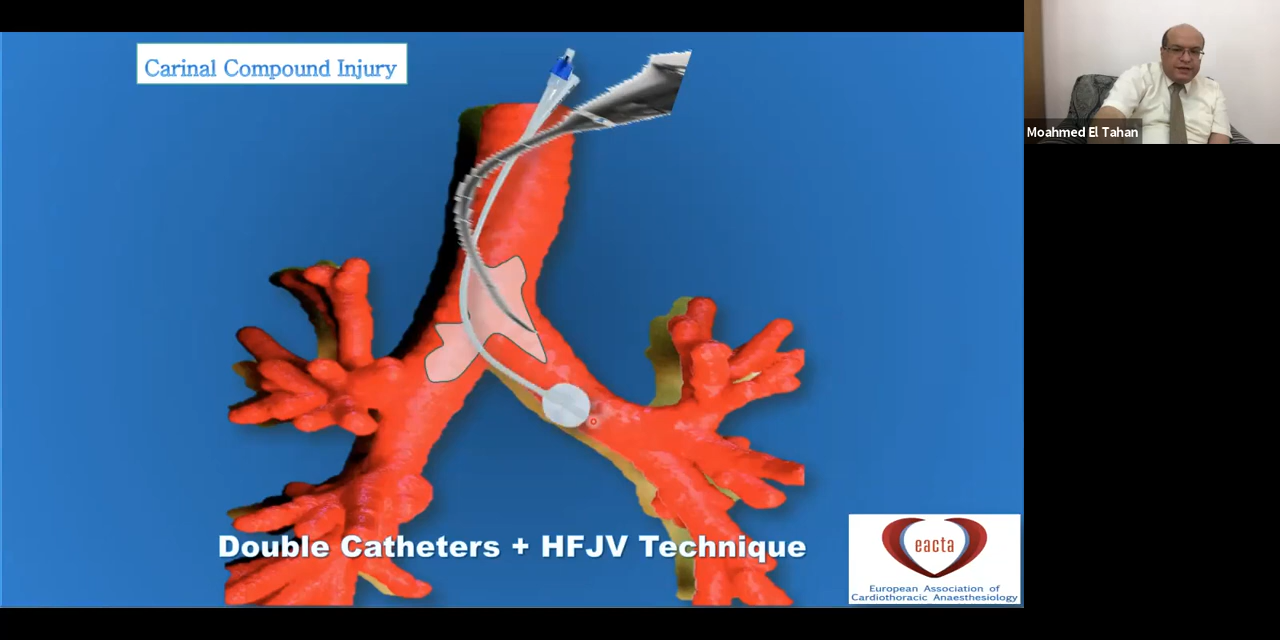 Carinal Compound Injury
Moahmed El Tahan
Double Catheters + HFJV Technique
eacta
European Association of
Cardiothoracic Anaesthesiology